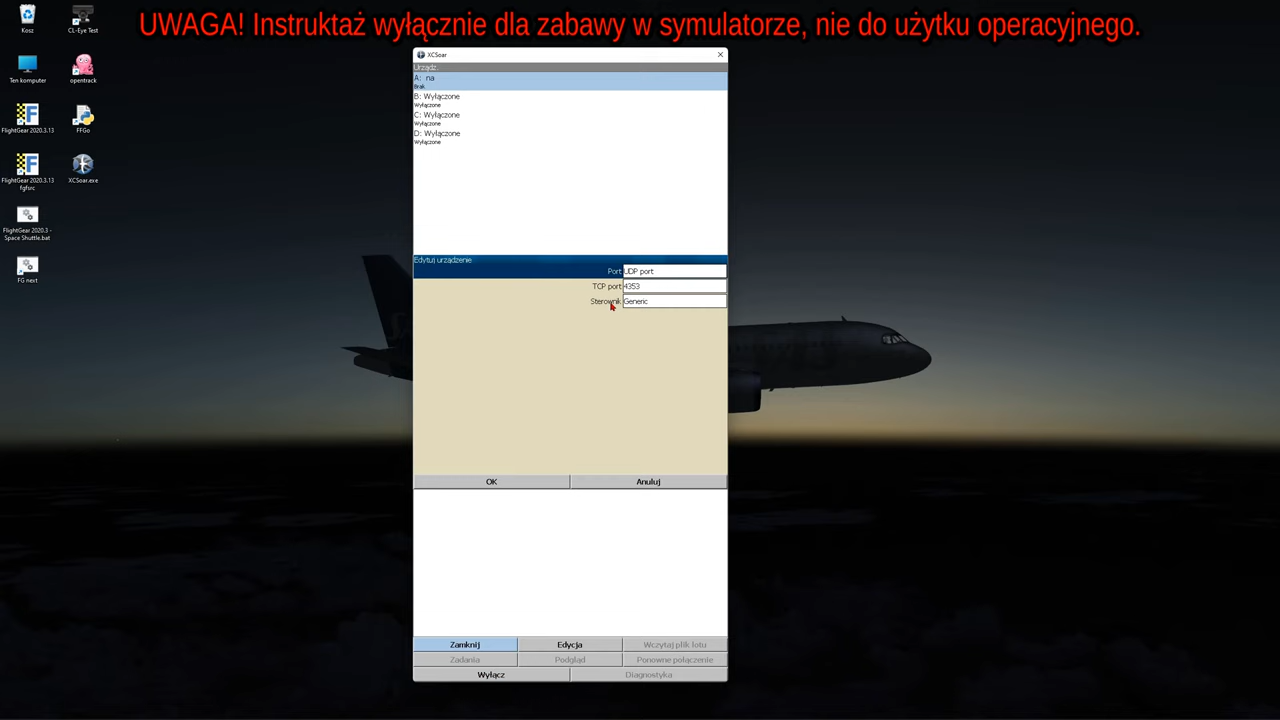 UWAGA! Instruktaż wyłącznie dla zabawy w symulatorze, nie do użytku operacyjnego.
Kosz
CL-Eye Test
Ten komputer
opentrack
FlightGear 2020.3.13
FFGo
FlightGear 2020.3.13
fgfsrc
XCSoar.exe
FlightGear 2020.3 -
Space Shuttle.bat
FG next
XCSoar
Urządz.
A: na
Brak
B: Wyłączone
Wyłączone
C: Wyłączone
Wyłączone
D: Wyłączone
Wyłączone
Edytuj urządzenie
Port UDP port
TCP port 4353
Sterownik Generic
OK Anuluj
Zamknij Edycja Wczytaj plik lotu
Zadania Podgląd Ponowne połączenie
Wyłącz Diagnostyka